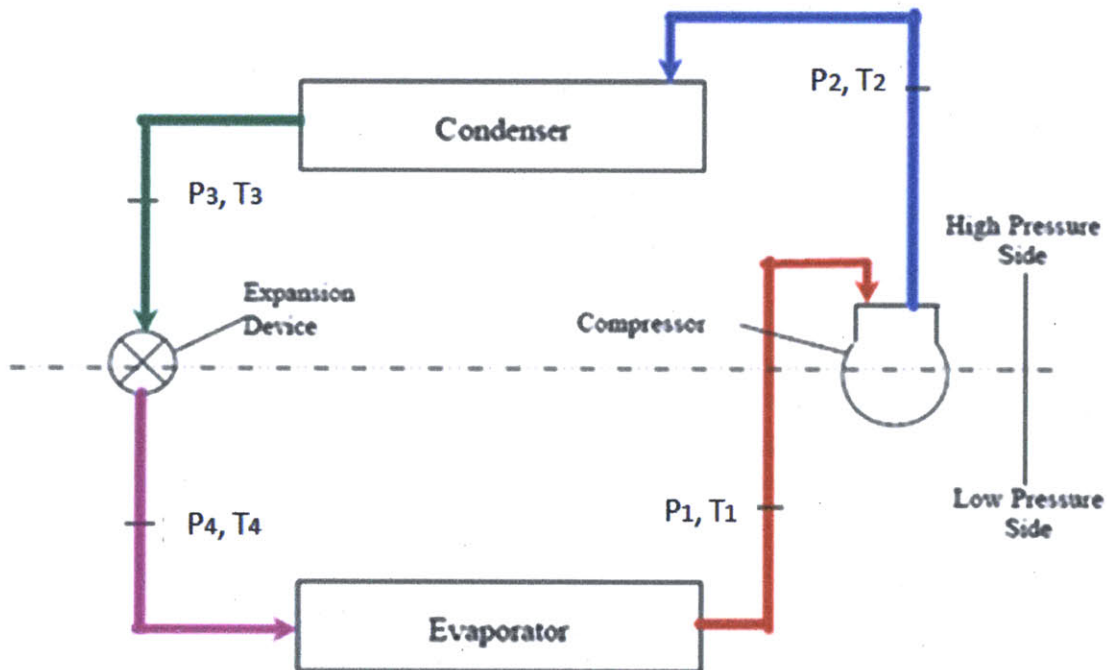 P2, T2
Condenser
P3, T3
High Pressure
Side
Expansion
Device
Compressor
P4, T4
P1, T1
Low Pressure
Side
Evaporator